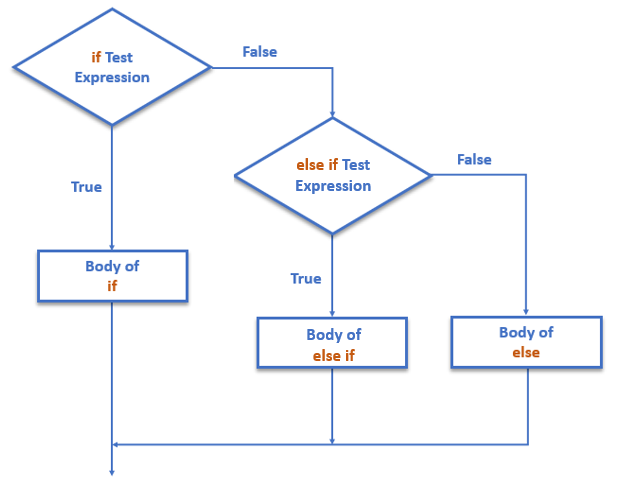 if Test
Expression
False
True
else if Test
Expression
False
True
Body of
if
Body of
else if
Body of
else